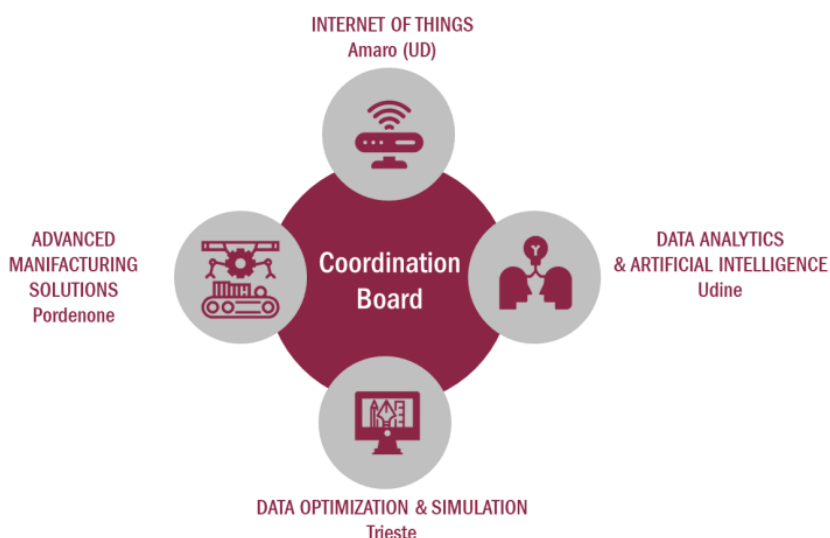 INTERNET OF THINGS
Amaro (UD)
ADVANCED
MANIFACTURING
SOLUTIONS
Pordenone
Coordination
Board
DATA ANALYTICS
& ARTIFICIAL INTELLIGENCE
Udine
DATA OPTIMIZATION & SIMULATION
Trieste